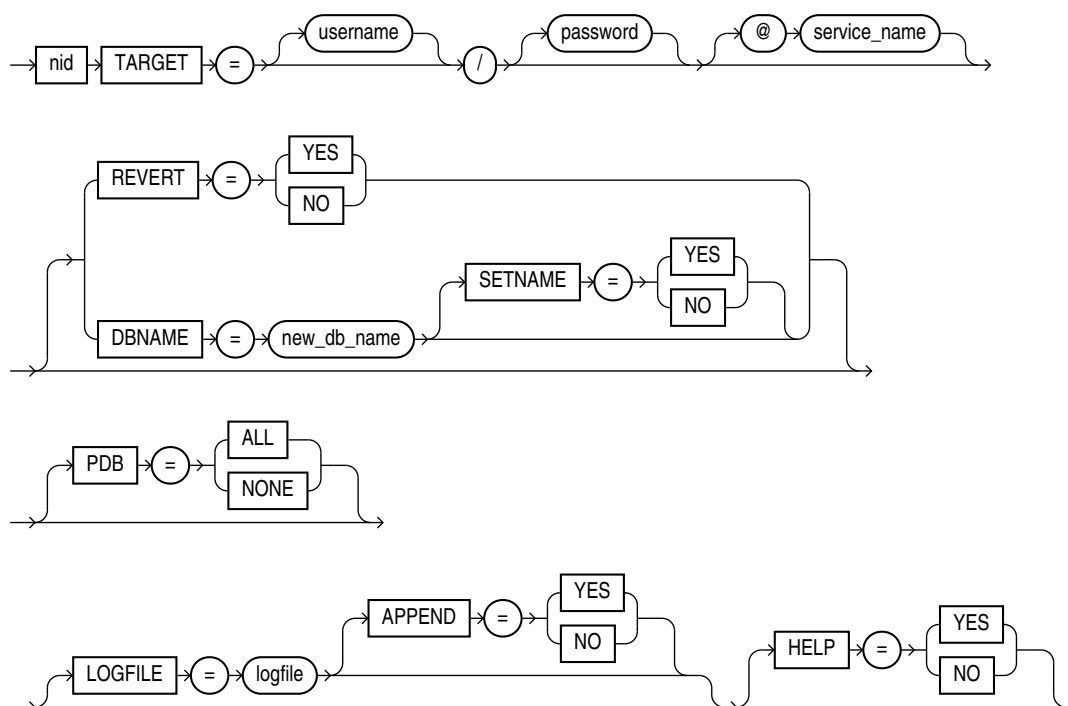 nid TARGET = username / password @ service_name
REVERT = YES
NO
DBNAME = new_db_name SETNAME = YES
NO
PDB = ALL
NONE
LOGFILE = logfile APPEND = YES
NO
HELP = YES
NO